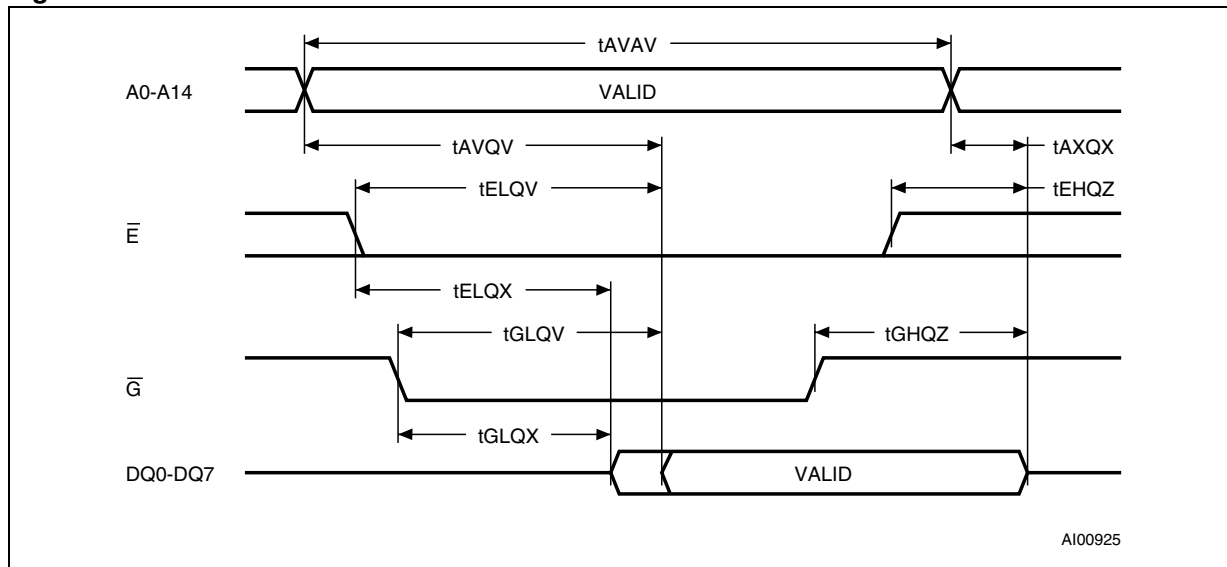 tAVAV
A0-A14
VALID
tAVQV
tAXQX
tELQV
tEHQZ
E̅
tELQX
tGLQV
tGHQZ
G̅
tGLQX
DQ0-DQ7
VALID
AI00925